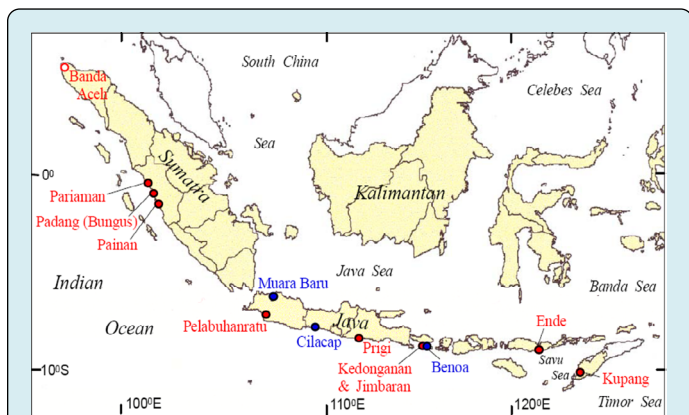 South China
Sea
Celebes Sea
Banda
Aceh
Sumatra
0⁰
Kalimantan
Pariaman
Padang (Bungus)
Painan
Indian
Ocean
Muara Baru
Java Sea
Banda Sea
Pelabuhanratu
Java
Cilacap
Prigi
Ende
Savu
Sea
Kedonganan
& Jimbaran
Benoa
Kupang
10⁰S
Timor Sea
100⁰E
110⁰E
120⁰E